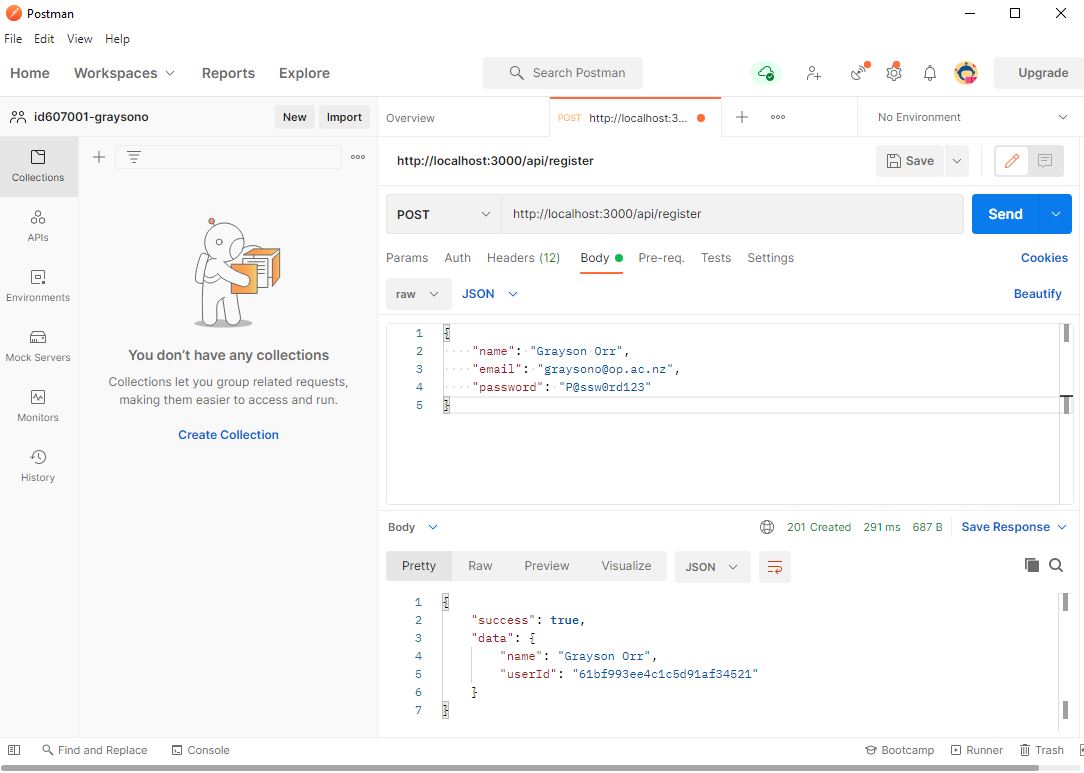 Postman
File Edit View Help
Home Workspaces Reports Explore Search Postman Upgrade
id607001-graysono New Import Overview POST http://localhost:3... No Environment
Collections
APIs
Environments
Mock Servers
Monitors
History
You don't have any collections
Collections let you group related requests,
making them easier to access and run.
Create Collection
http://localhost:3000/api/register Save
POST http://localhost:3000/api/register Send
Params Auth Headers (12) Body Pre-req. Tests Settings Cookies
raw JSON Beautify
1 {
2 "name": "Grayson Orr",
3 "email": "graysono@op.ac.nz",
4 "password": "P@ssw0rd123"
5 }
Body 201 Created 291 ms 687 B Save Response
Pretty Raw Preview Visualize JSON
1 {
2 "success": true,
3 "data": {
4 "name": "Grayson Orr",
5 "userId": "61bf993ee4c1c5d91af34521"
6 }
7 }
Find and Replace Console Bootcamp Runner Trash